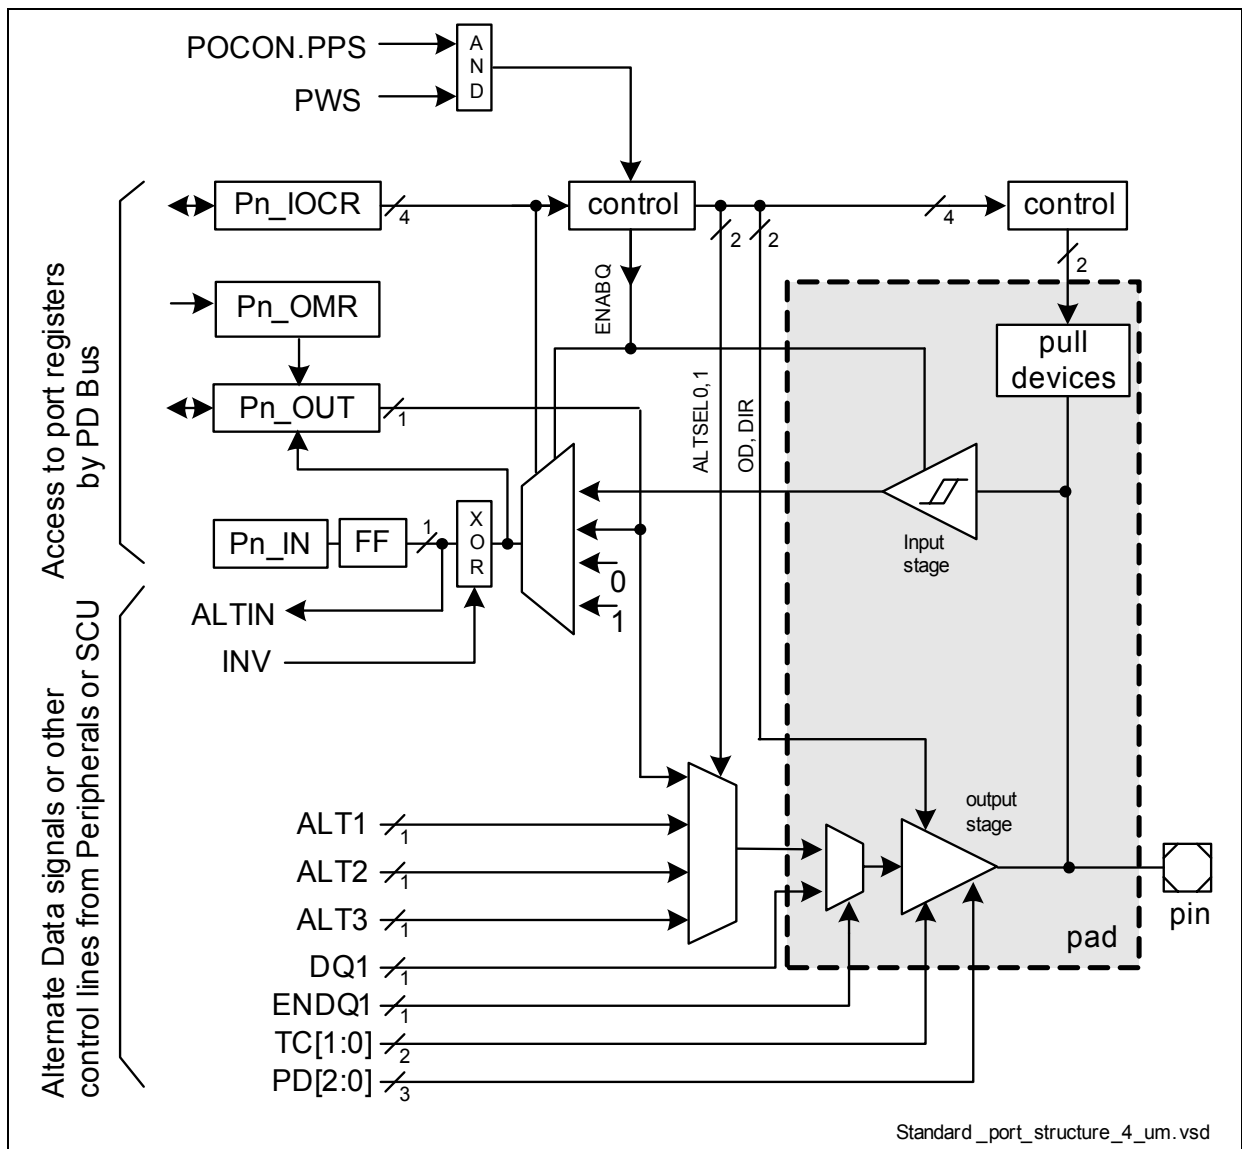 POCON.PPS
PWS
AND
Access to port registers
by PD Bus
Pn_IOCR
4
control
2
2
4
control
2
Pn_OMR
ENABQ
ALTSEL0, 1
OD, DIR
pull
devices
Pn_OUT
1
Pn_IN
FF
1
XOR
0
1
Input
stage
ALTIN
INV
Alternate Data signals or other
control lines from Peripherals or SCU
ALT1
1
ALT2
1
ALT3
1
DQ1
1
ENDQ1
1
TC[1:0]
2
PD[2:0]
3
output
stage
pad
pin
Standard _port_structure_4_um.vsd